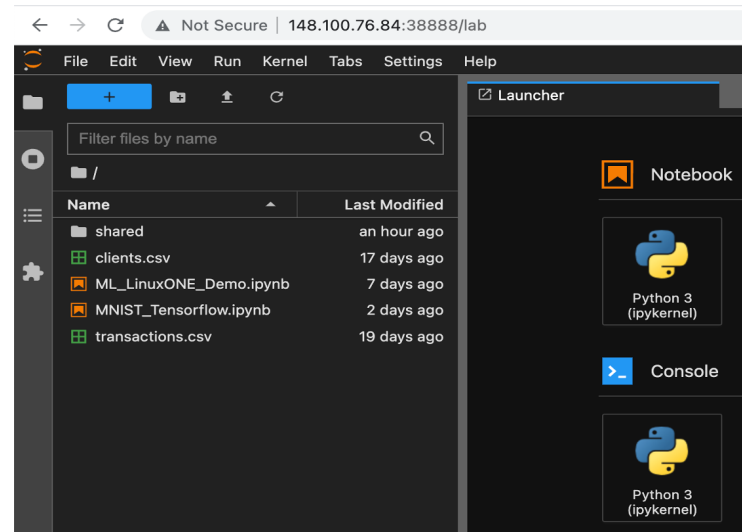 Not Secure | 148.100.76.84:38888/lab
File Edit View Run Kernel Tabs Settings Help
+
Filter files by name
/
Name Last Modified
shared an hour ago
clients.csv 17 days ago
ML_LinuxONE_Demo.ipynb 7 days ago
MNIST_Tensorflow.ipynb 2 days ago
transactions.csv 19 days ago
Launcher
Notebook
Python 3
(ipykernel)
Console
Python 3
(ipykernel)